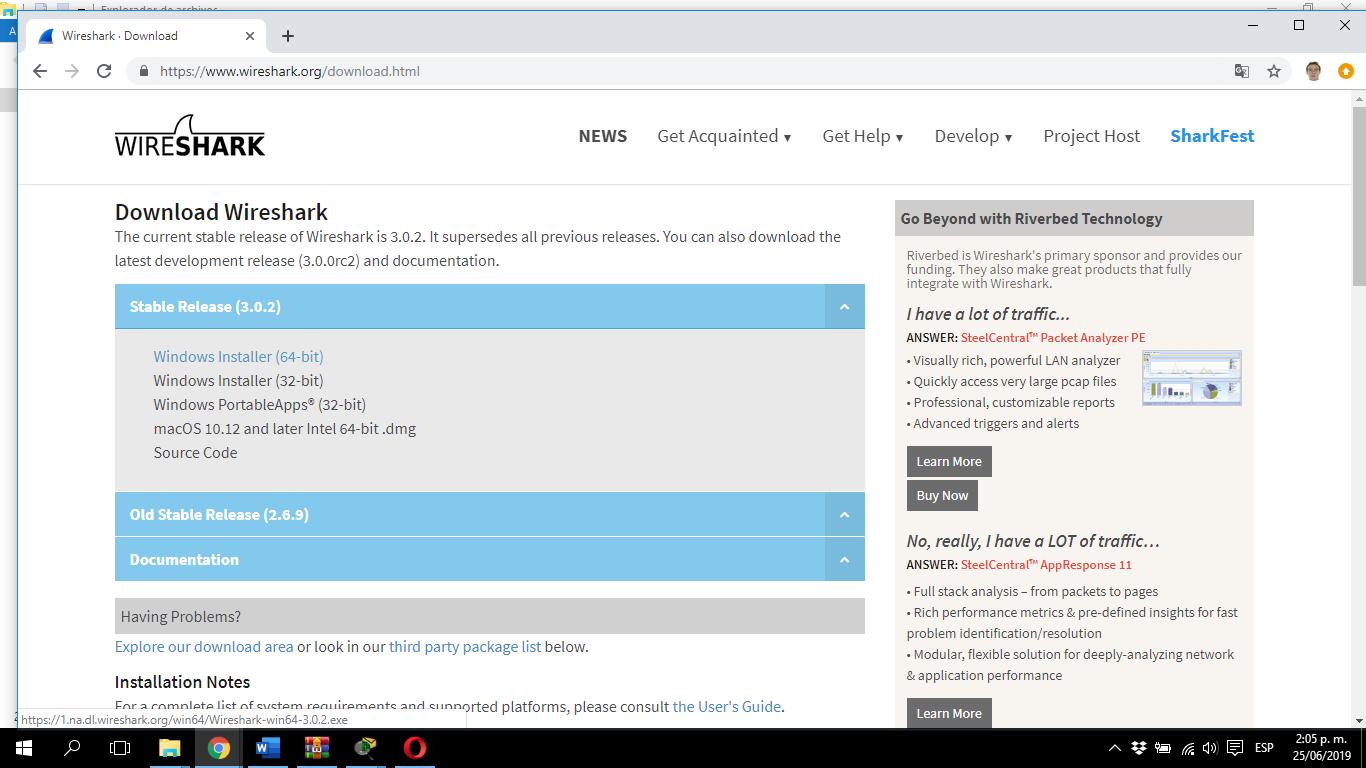 Explorador de archivos
Wireshark · Download
https://www.wireshark.org/download.html
WIRESHARK
NEWS
Get Acquainted ▾
Get Help ▾
Develop ▾
Project Host
SharkFest
Download Wireshark
The current stable release of Wireshark is 3.0.2. It supersedes all previous releases. You can also download the
latest development release (3.0.0rc2) and documentation.
Stable Release (3.0.2)
Windows Installer (64-bit)
Windows Installer (32-bit)
Windows PortableApps® (32-bit)
macOS 10.12 and later Intel 64-bit .dmg
Source Code
Old Stable Release (2.6.9)
Documentation
Having Problems?
Explore our download area or look in our third party package list below.
Installation Notes
For a complete list of system requirements and supported platforms, please consult the User's Guide.
https://1.na.dl.wireshark.org/win64/Wireshark-win64-3.0.2.exe
Go Beyond with Riverbed Technology
Riverbed is Wireshark's primary sponsor and provides our
funding. They also make great products that fully
integrate with Wireshark.
I have a lot of traffic...
ANSWER: SteelCentral™ Packet Analyzer PE
• Visually rich, powerful LAN analyzer
• Quickly access very large pcap files
• Professional, customizable reports
• Advanced triggers and alerts
Learn More
Buy Now
No, really, I have a LOT of traffic…
ANSWER: SteelCentral™ AppResponse 11
• Full stack analysis – from packets to pages
• Rich performance metrics & pre-defined insights for fast
problem identification/resolution
• Modular, flexible solution for deeply-analyzing network
& application performance
Learn More
ESP
2:05 p. m.
25/06/2019